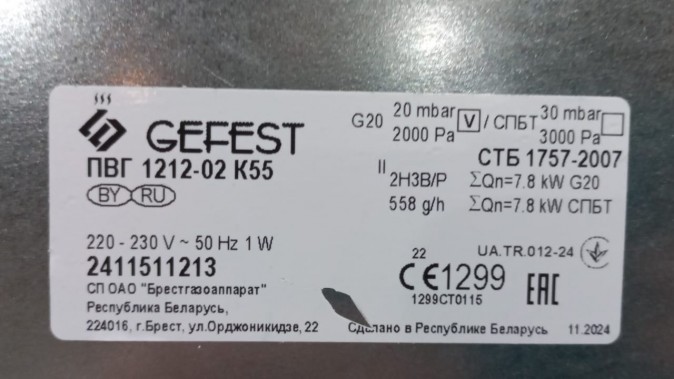 GEFEST
ПВГ 1212-02 К55
BY RU
G20 20 mbar 2000 Pa V / СПБТ 30 mbar 3000 Pa
СТБ 1757-2007
II 2H3B/P ΣQn=7.8 kW G20
558 g/h ΣQn=7.8 kW СПБТ
220 - 230 V ~ 50 Hz 1 W
2411511213
22 UA.TR.012-24
CE 1299 EAC
1299CT0115
СП ОАО "Брестгазоаппарат"
Республика Беларусь,
224016, г.Брест, ул.Орджоникидзе, 22
Сделано в Республике Беларусь 11.2024